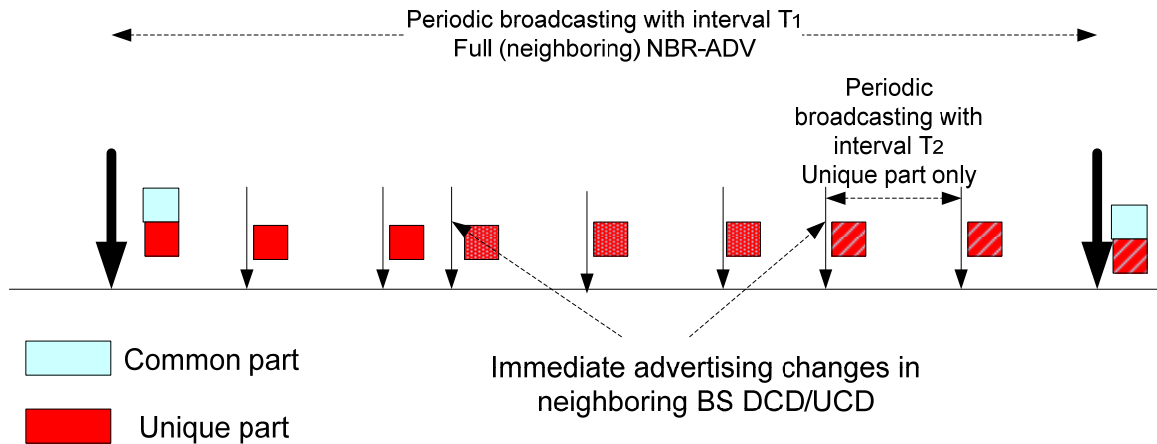 Periodic broadcasting with interval T1
Full (neighboring) NBR-ADV
Periodic
broadcasting with
interval T2
Unique part only
Immediate advertising changes in
neighboring BS DCD/UCD
Common part
Unique part